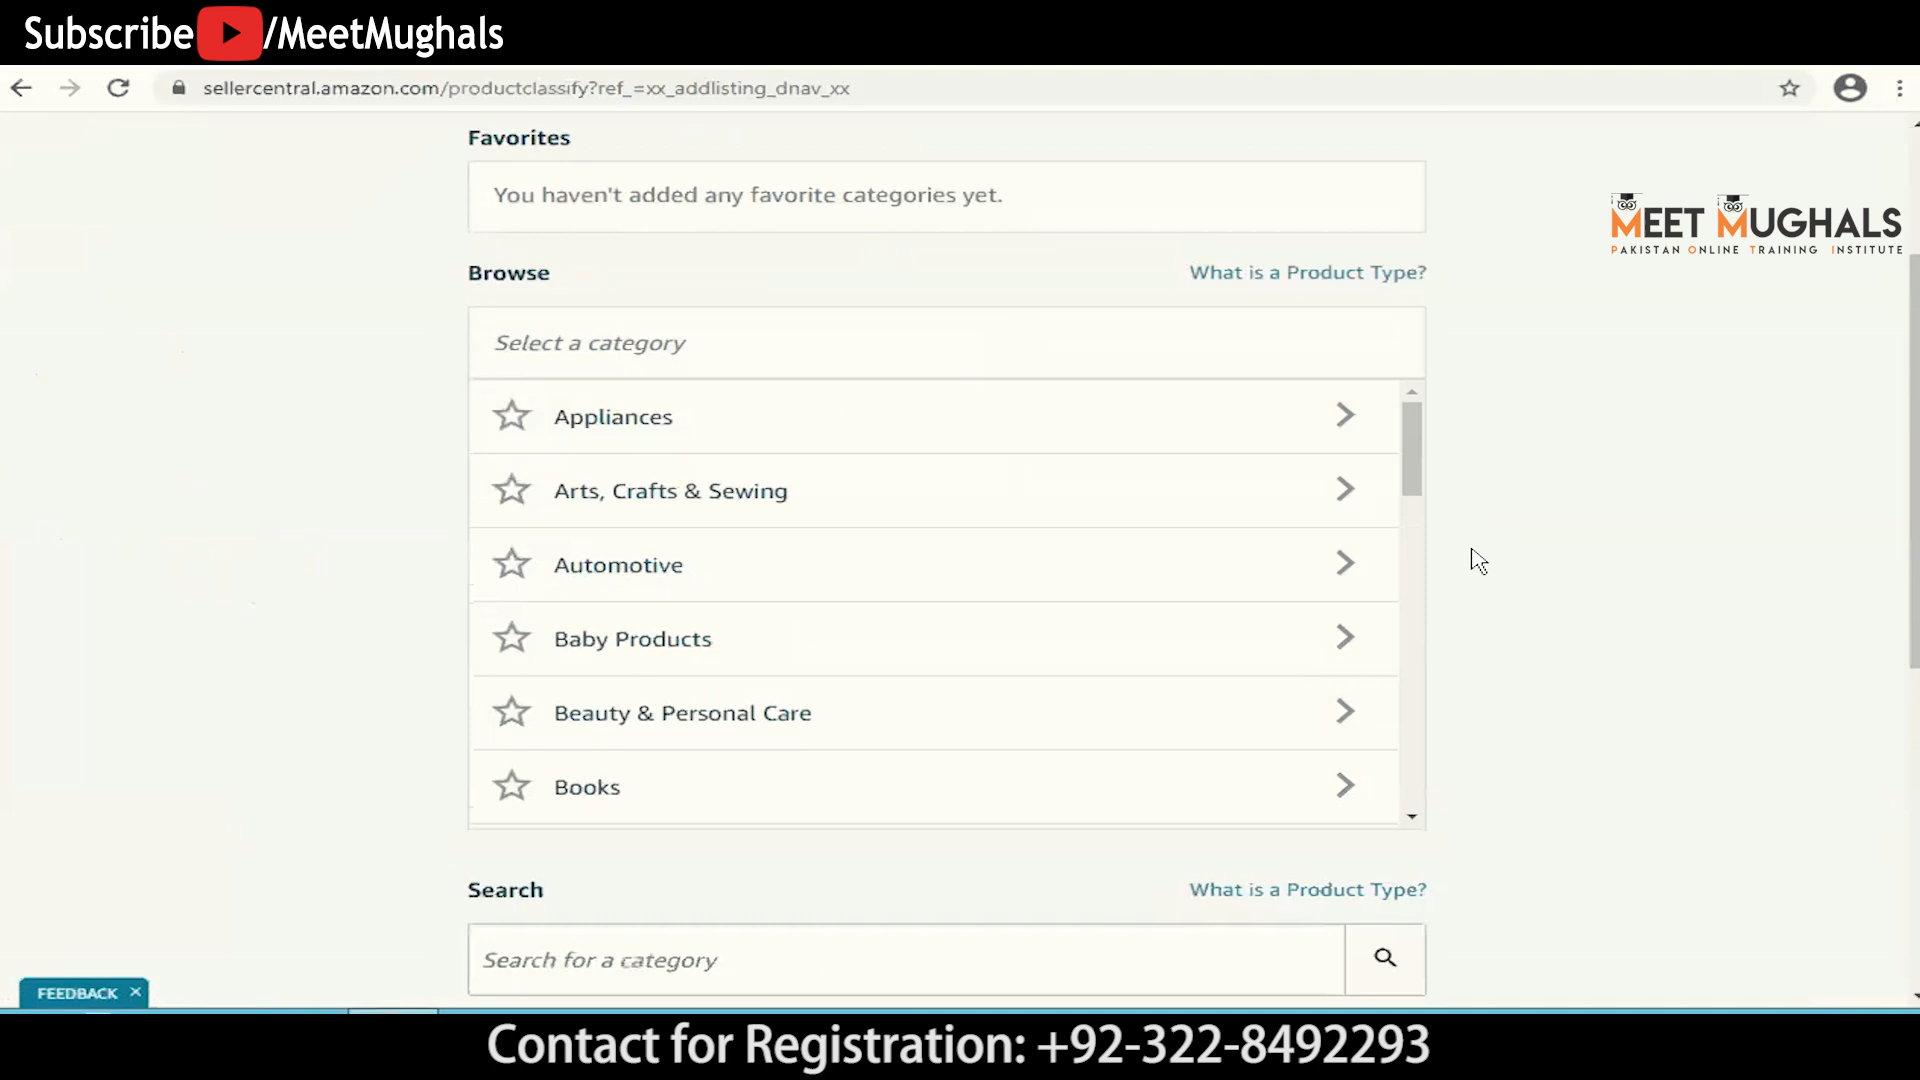 Subscribe /MeetMughals
sellercentral.amazon.com/productclassify?ref_=xx_addlisting_dnav_xx
Favorites
You haven't added any favorite categories yet.
MEET MUGHALS
PAKISTAN ONLINE TRAINING INSTITUTE
Browse
What is a Product Type?
Select a category
Appliances
Arts, Crafts & Sewing
Automotive
Baby Products
Beauty & Personal Care
Books
Search
What is a Product Type?
Search for a category
FEEDBACK ×
Contact for Registration: +92-322-8492293